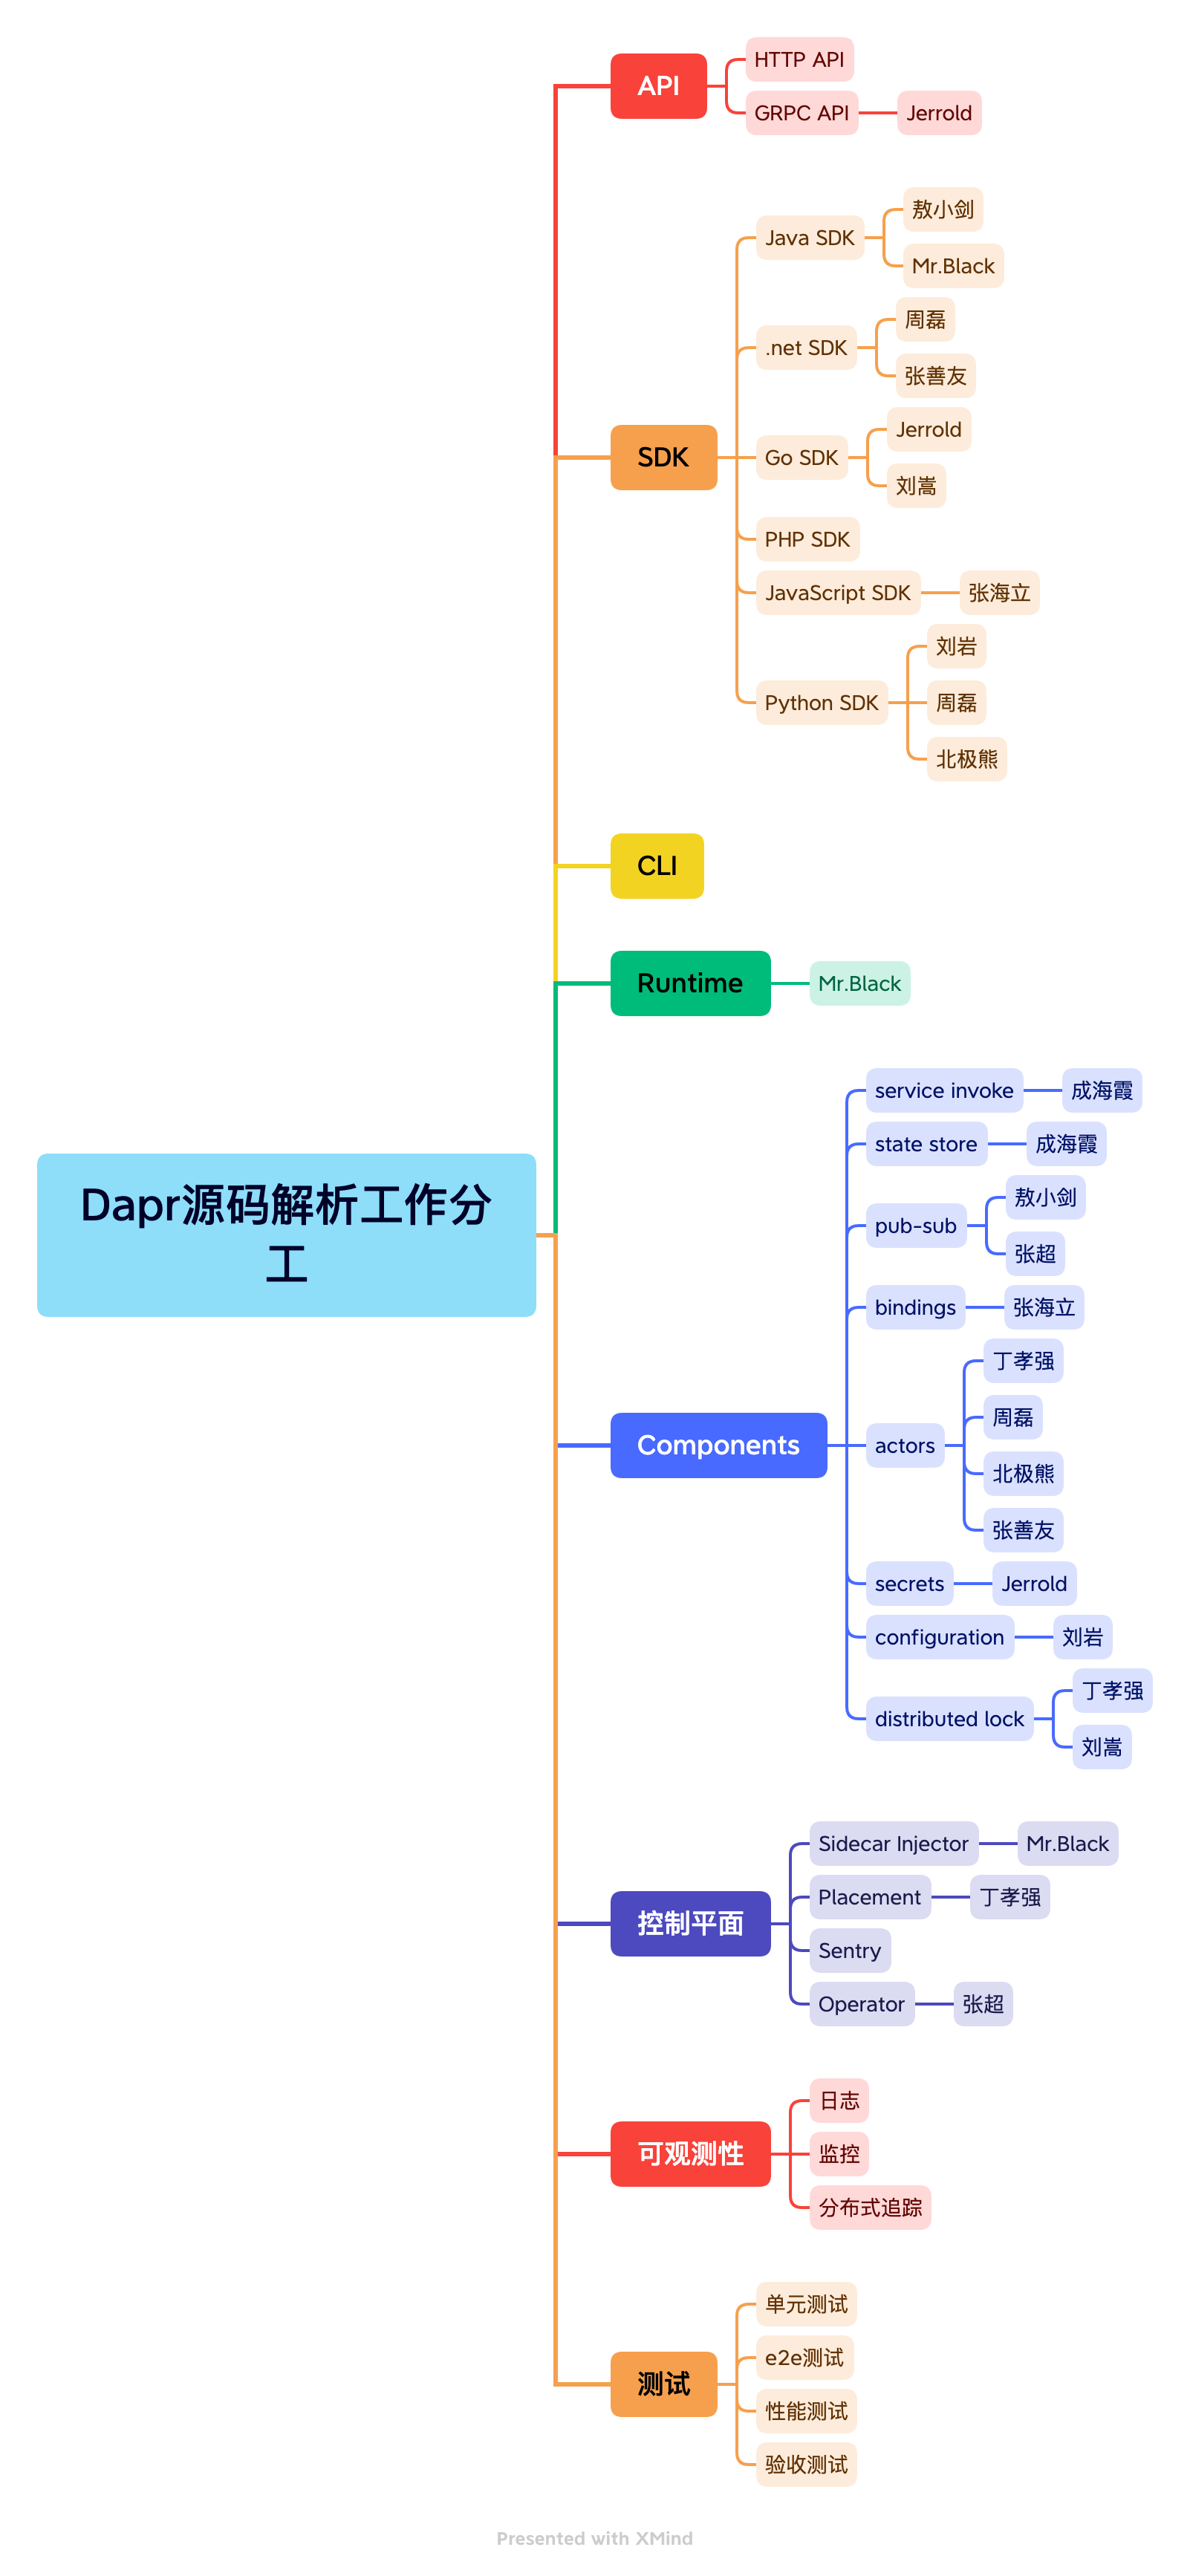 API
HTTP API
GRPC API
Jerrold
SDK
Java SDK
敖小剑
Mr.Black
.net SDK
周磊
张善友
Go SDK
Jerrold
刘嵩
PHP SDK
JavaScript SDK
张海立
Python SDK
刘岩
周磊
北极熊
CLI
Runtime
Mr.Black
Dapr源码解析工作分
工
Components
service invoke
成海霞
state store
成海霞
pub-sub
敖小剑
张超
bindings
张海立
actors
丁孝强
周磊
北极熊
张善友
secrets
Jerrold
configuration
刘岩
distributed lock
丁孝强
刘嵩
控制平面
Sidecar Injector
Mr.Black
Placement
丁孝强
Sentry
Operator
张超
可观测性
日志
监控
分布式追踪
测试
单元测试
e2e测试
性能测试
验收测试
Presented with XMind